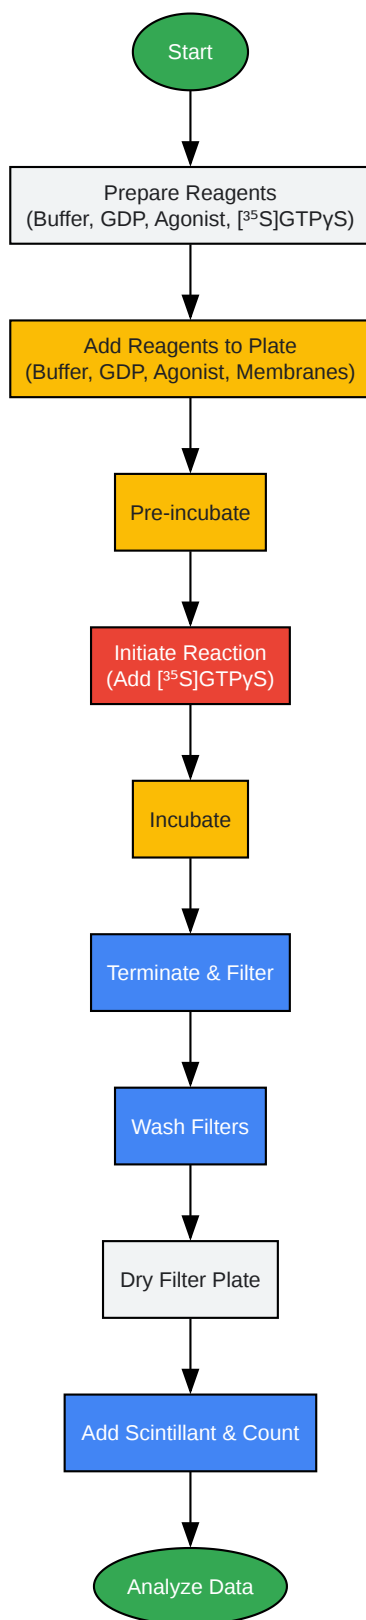 Start
Prepare Reagents
(Buffer, GDP, Agonist, [³⁵S]GTPγS)
Add Reagents to Plate
(Buffer, GDP, Agonist, Membranes)
Pre-incubate
Initiate Reaction
(Add [³⁵S]GTPγS)
Incubate
Terminate & Filter
Wash Filters
Dry Filter Plate
Add Scintillant & Count
Analyze Data